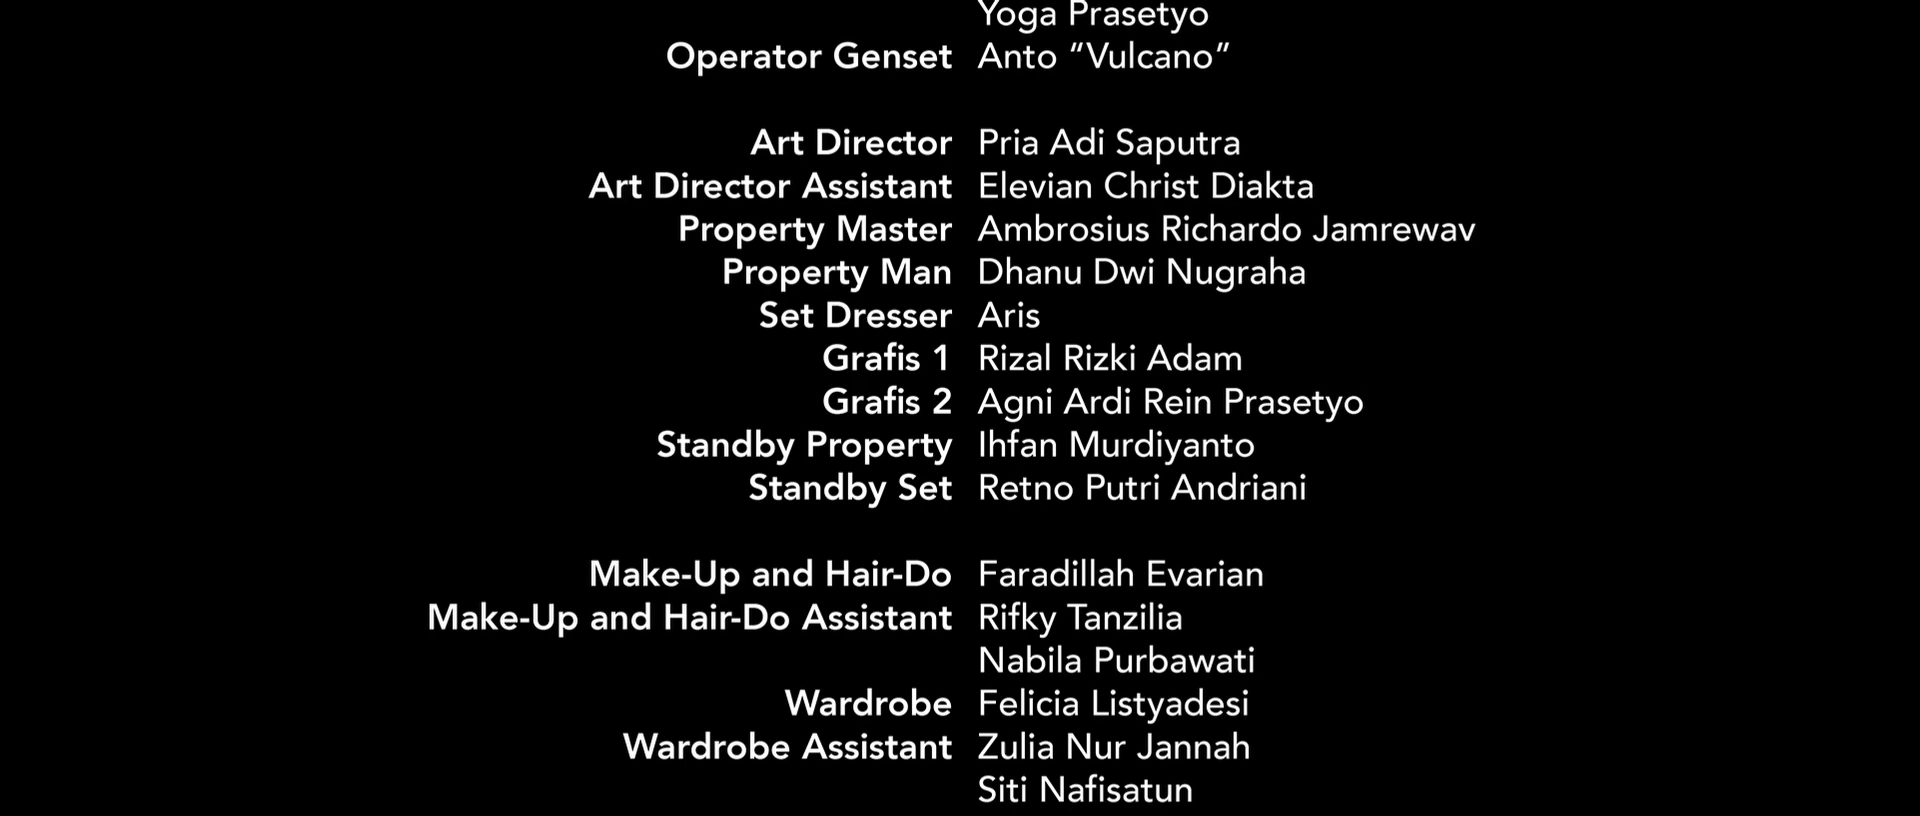 Yoga Prasetyo
Operator Genset Anto “Vulcano”
Art Director Pria Adi Saputra
Art Director Assistant Elevian Christ Diakta
Property Master Ambrosius Richardo Jamrewav
Property Man Dhanu Dwi Nugraha
Set Dresser Aris
Grafis 1 Rizal Rizki Adam
Grafis 2 Agni Ardi Rein Prasetyo
Standby Property Ihfan Murdiyanto
Standby Set Retno Putri Andriani
Make-Up and Hair-Do Faradillah Evarian
Make-Up and Hair-Do Assistant Rifky Tanzilia
Nabila Purbawati
Wardrobe Felicia Listyadesi
Wardrobe Assistant Zulia Nur Jannah
Siti Nafisatun